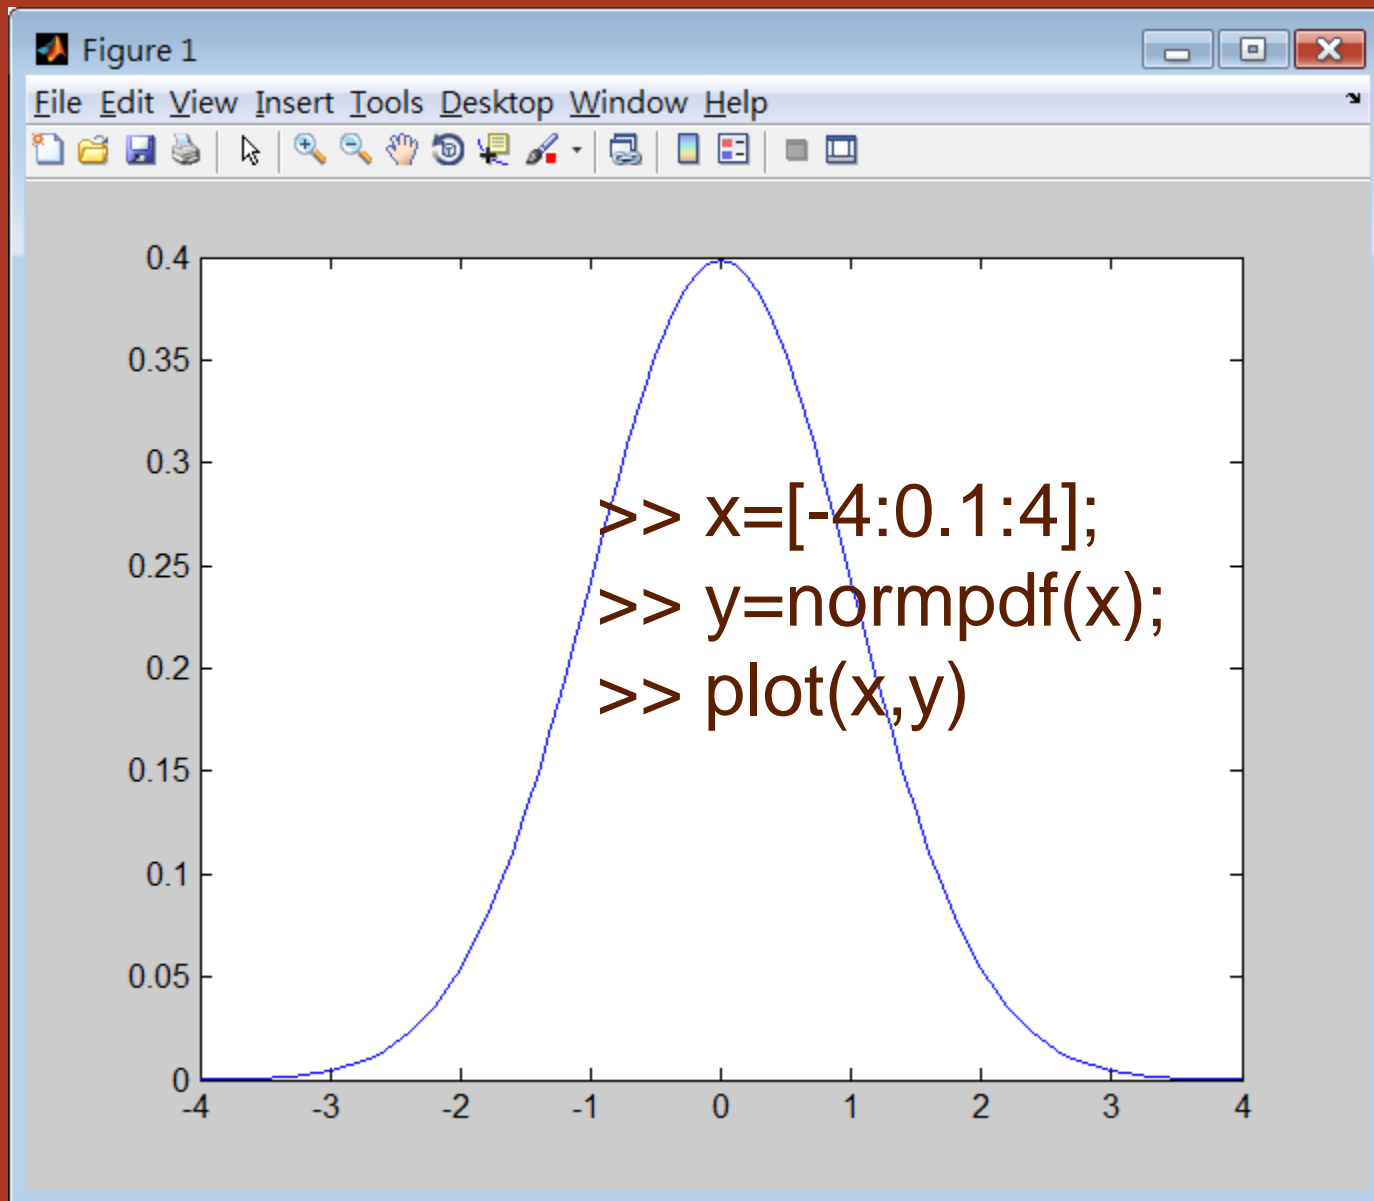 Figure 1
File Edit View Insert Tools Desktop Window Help
0.4
0.35
0.3
>> x=[-4:0.1:4];
0.25
>> y=normpdf(x);
0.2
>> plot(x,y)
0.15
0.1
0.05
0
-4 -3 -2 -1 0 1 2 3 4